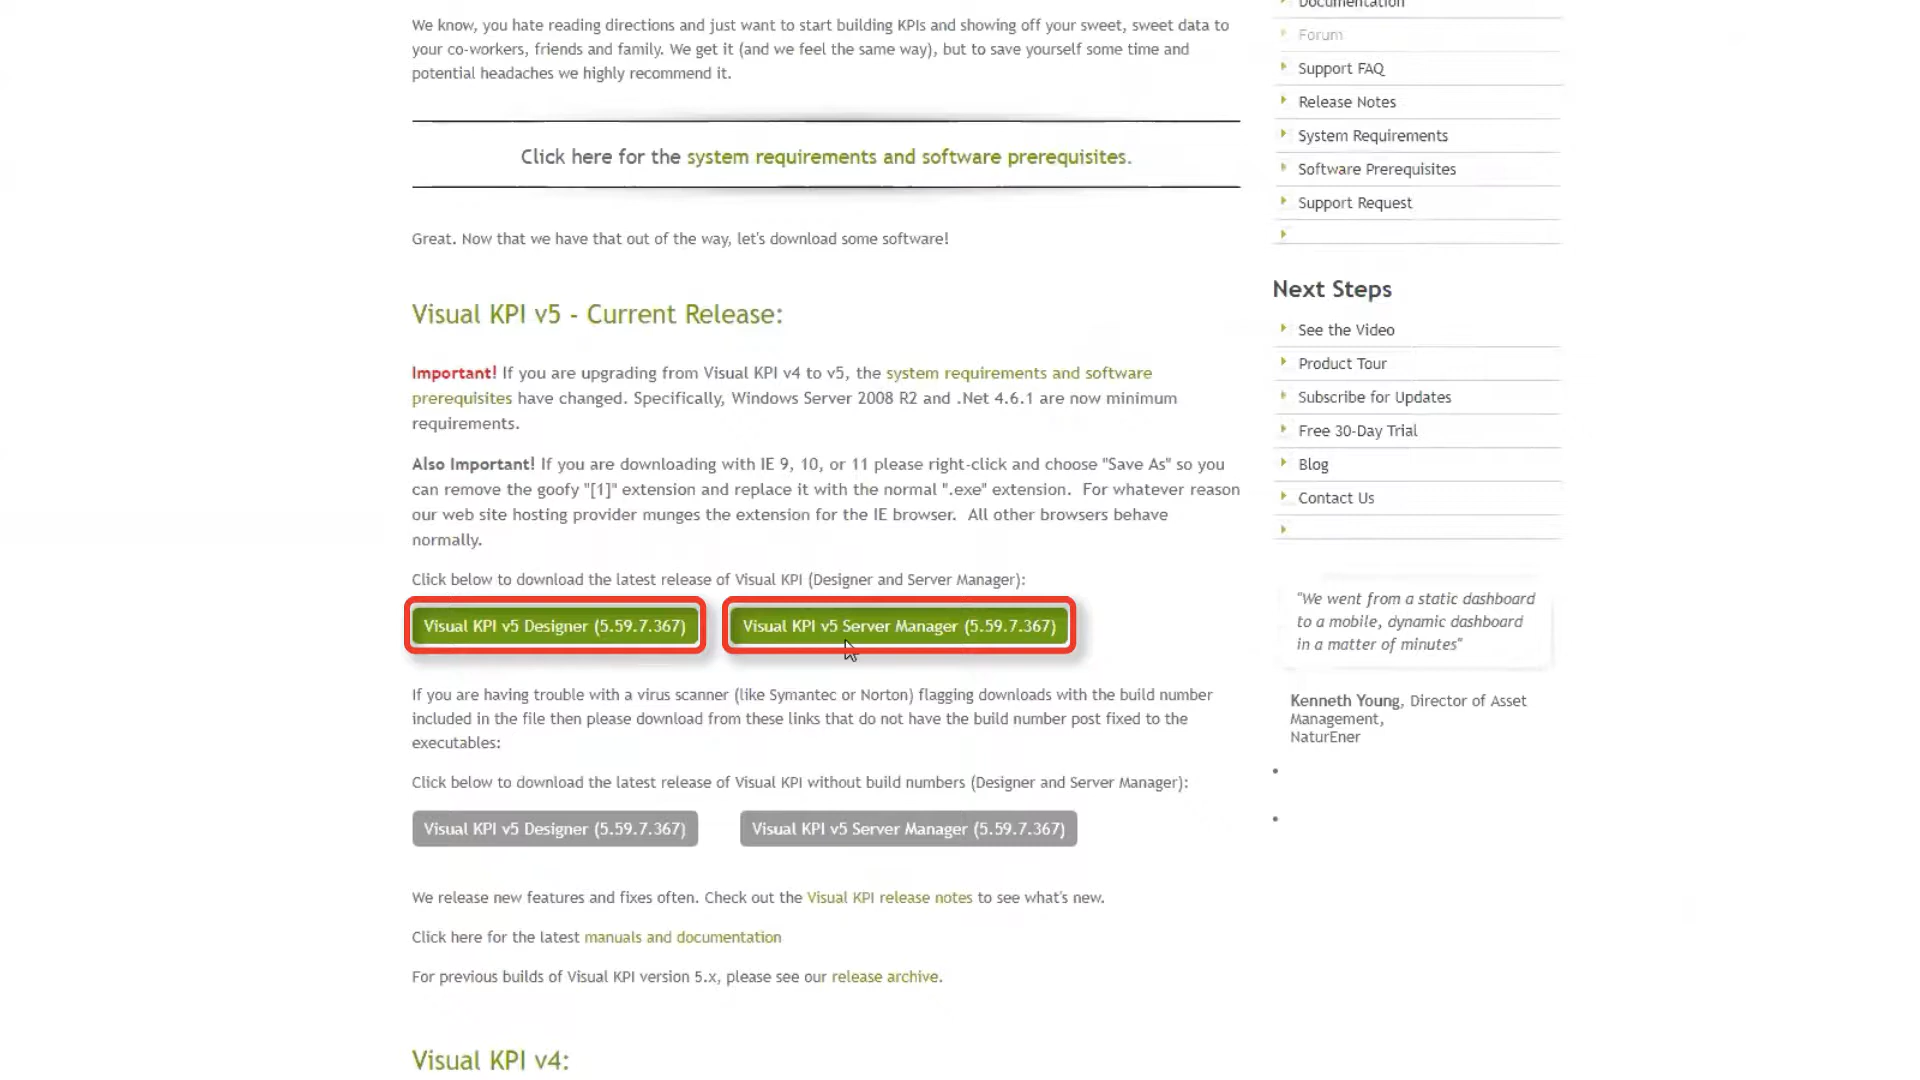 We know, you hate reading directions and just want to start building KPIs and showing off your sweet, sweet data to
your co-workers, friends and family. We get it (and we feel the same way), but to save yourself some time and
potential headaches we highly recommend it.
Click here for the system requirements and software prerequisites.
Great. Now that we have that out of the way, let's download some software!
Visual KPI v5 - Current Release:
Important! If you are upgrading from Visual KPI v4 to v5, the system requirements and software
prerequisites have changed. Specifically, Windows Server 2008 R2 and .Net 4.6.1 are now minimum
requirements.
Also Important! If you are downloading with IE 9, 10, or 11 please right-click and choose "Save As" so you
can remove the goofy "[1]" extension and replace it with the normal ".exe" extension.  For whatever reason
our web site hosting provider munges the extension for the IE browser.  All other browsers behave
normally.
Click below to download the latest release of Visual KPI (Designer and Server Manager):
Visual KPI v5 Designer (5.59.7.367)
Visual KPI v5 Server Manager (5.59.7.367)
If you are having trouble with a virus scanner (like Symantec or Norton) flagging downloads with the build number
included in the file then please download from these links that do not have the build number post fixed to the
executables:
Click below to download the latest release of Visual KPI without build numbers (Designer and Server Manager):
Visual KPI v5 Designer (5.59.7.367)
Visual KPI v5 Server Manager (5.59.7.367)
We release new features and fixes often. Check out the Visual KPI release notes to see what's new.
Click here for the latest manuals and documentation
For previous builds of Visual KPI version 5.x, please see our release archive.
Visual KPI v4:
Documentation
Forum
Support FAQ
Release Notes
System Requirements
Software Prerequisites
Support Request
Next Steps
See the Video
Product Tour
Subscribe for Updates
Free 30-Day Trial
Blog
Contact Us
"We went from a static dashboard
to a mobile, dynamic dashboard
in a matter of minutes"
Kenneth Young, Director of Asset
Management,
NaturEner